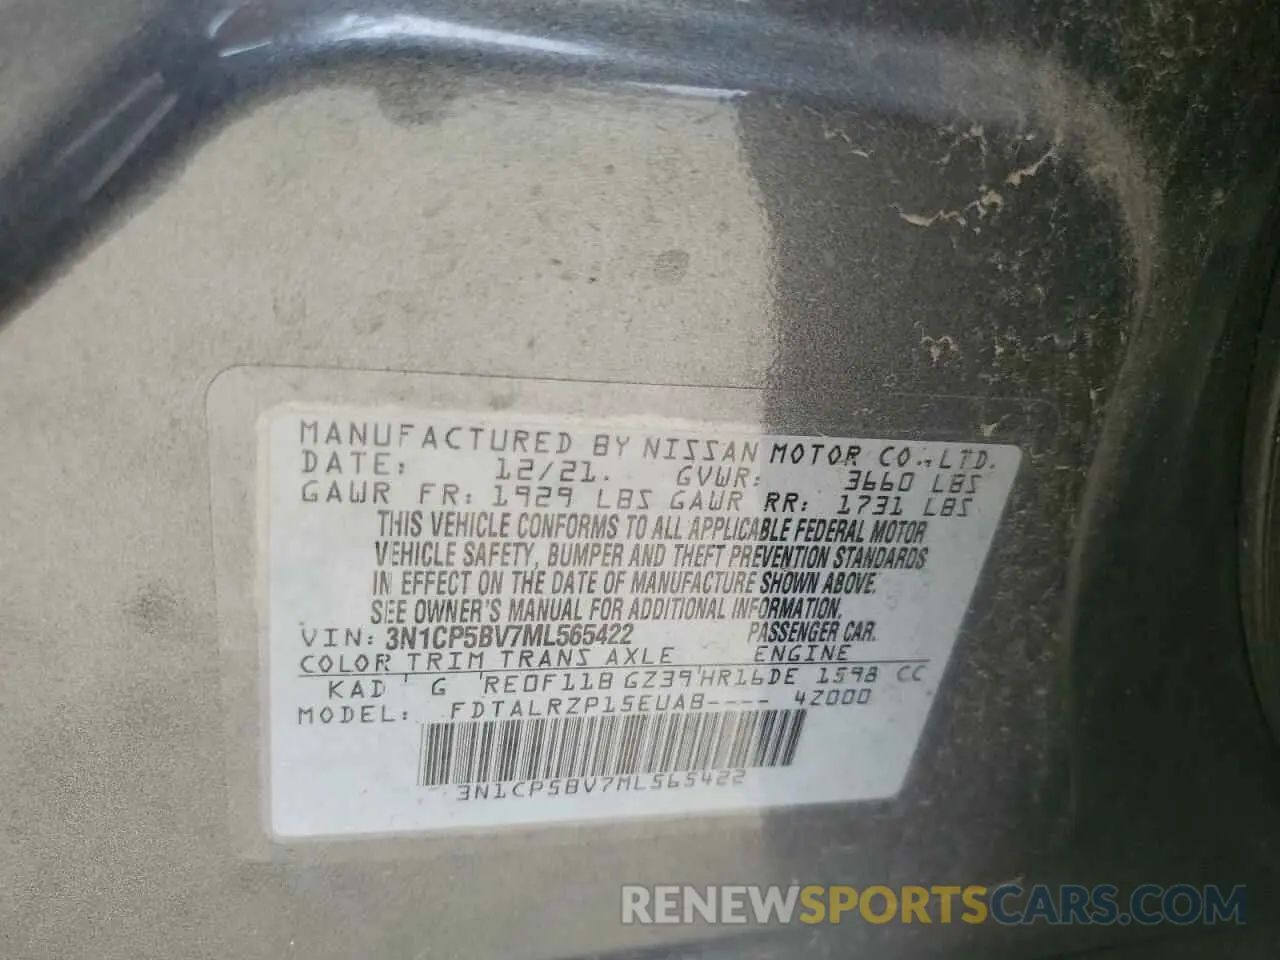 MANUFACTURED BY NISSAN MOTOR CO., LTD.
DATE: 12/21. GVWR: 3660 LBS
GAWR FR: 1929 LBS GAWR RR: 1731 LBS
THIS VEHICLE CONFORMS TO ALL APPLICABLE FEDERAL MOTOR
VEHICLE SAFETY, BUMPER AND THEFT PREVENTION STANDARDS
IN EFFECT ON THE DATE OF MANUFACTURE SHOWN ABOVE.
SEE OWNER'S MANUAL FOR ADDITIONAL INFORMATION.
VIN: 3N1CP5BV7ML565422 PASSENGER CAR.
COLOR TRIM TRANS AXLE ENGINE
KAD G RE0F11B GZ39 HR16DE 1598 CC
MODEL: FDTALRZP15EUAB---- 4Z000
3N1CP5BV7ML565422
RENEWSPORTSCARS.COM